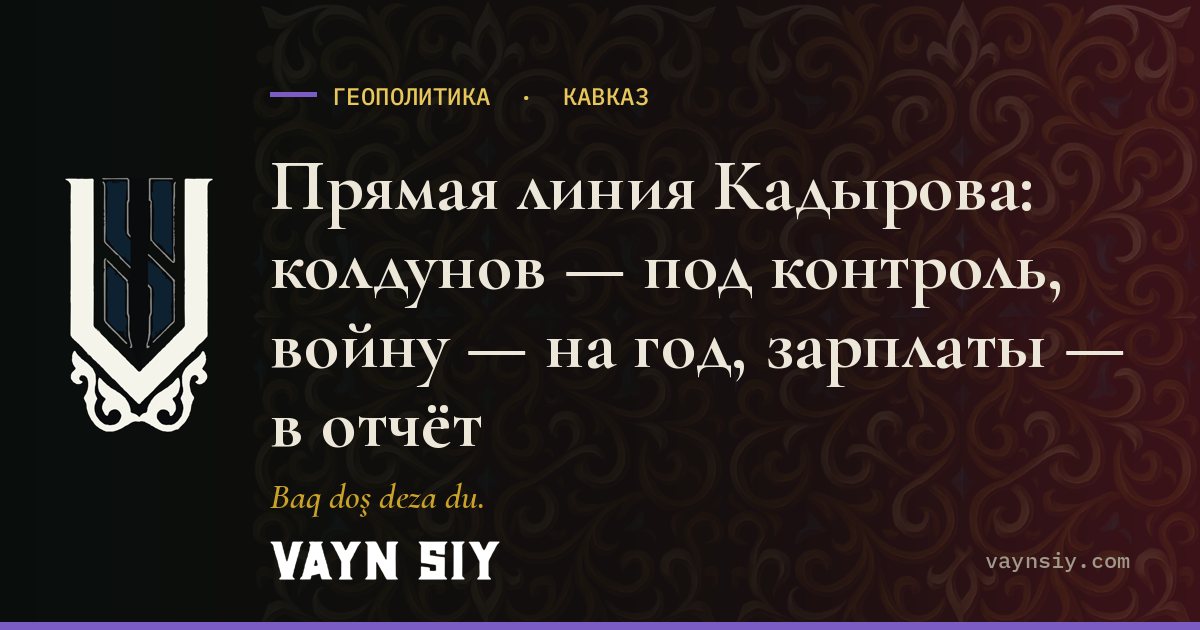 ГЕОПОЛИТИКА · КАВКАЗ
Прямая линия Кадырова:
колдунов — под контроль,
войну — на год, зарплаты —
в отчёт
Baq doş deza du.
VAYN SIY
vaynsiy.com